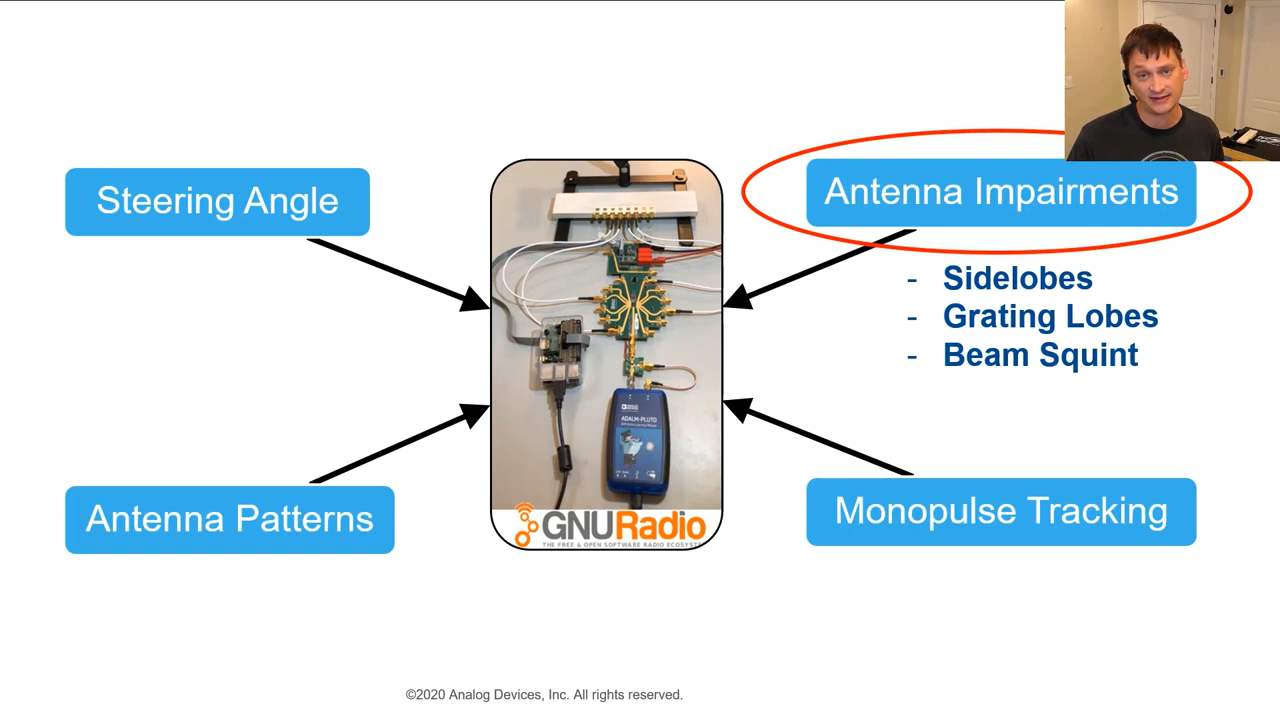 Steering Angle
Antenna Impairments
- Sidelobes
- Grating Lobes
- Beam Squint
ADALM-PLUTO
Antenna Patterns
Monopulse Tracking
GNURadio
THE FREE & OPEN SOFTWARE RADIO ECOSYST
©2020 Analog Devices, Inc. All rights reserved.